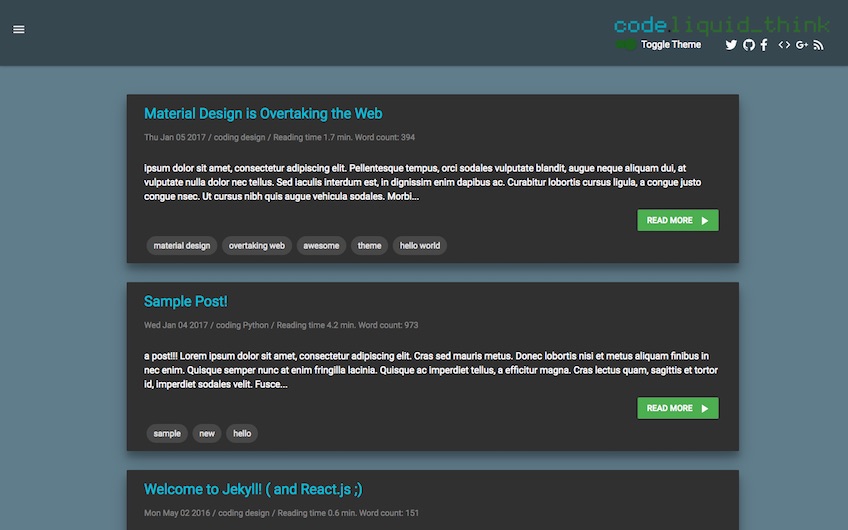 code.liquid_think
Toggle Theme
Material Design is Overtaking the Web
Thu Jan 05 2017 / coding design / Reading time 1.7 min. Word count: 394
ipsum dolor sit amet, consectetur adipiscing elit. Pellentesque tempus, orci sodales vulputate blandit, augue neque aliquam dui, at
vulputate nulla dolor nec tellus. Sed iaculis interdum est, in dignissim enim dapibus ac. Curabitur lobortis cursus ligula, a congue justo
congue nsec. Ut cursus nibh quis augue vehicula sodales. Morbi...
READ MORE
material design overtaking web awesome theme hello world
Sample Post!
Wed Jan 04 2017 / coding Python / Reading time 4.2 min. Word count: 973
a post!!! Lorem ipsum dolor sit amet, consectetur adipiscing elit. Cras sed mauris metus. Donec lobortis nisi et metus aliquam finibus in
nec enim. Quisque semper nunc at enim fringilla lacinia. Quisque ac imperdiet tellus, a efficitur magna. Cras lectus quam, sagittis et tortor
id, imperdiet sodales velit. Fusce...
READ MORE
sample new hello
Welcome to Jekyll! ( and React.js ;)
Mon May 02 2016 / coding design / Reading time 0.6 min. Word count: 151